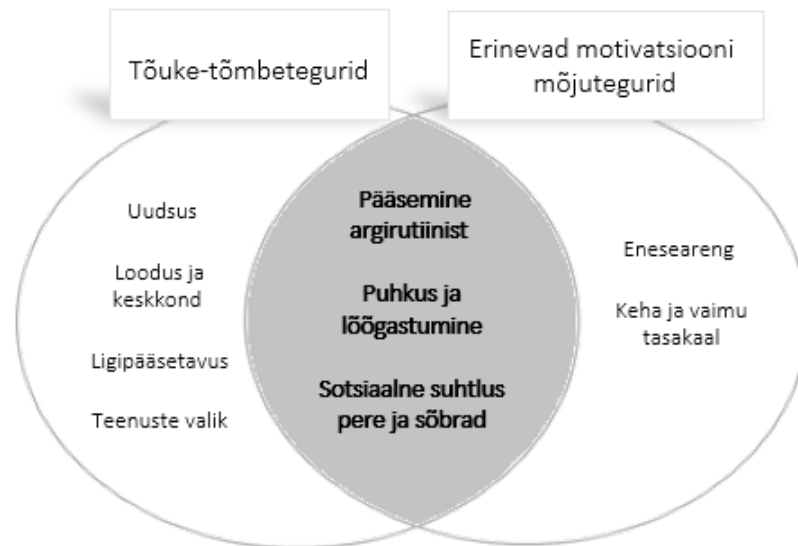 Tõuke-tõmbetegurid
Erinevad motivatsiooni
mõjutegurid
Uudsus
Loodus ja
keskkond
Ligipääsetavus
Teenuste valik
Pääsemine
argirutiinist
Puhkus ja
lõõgastumine
Sotsiaalne suhtlus
pere ja sõbrad
Eneseareng
Keha ja vaimu
tasakaal